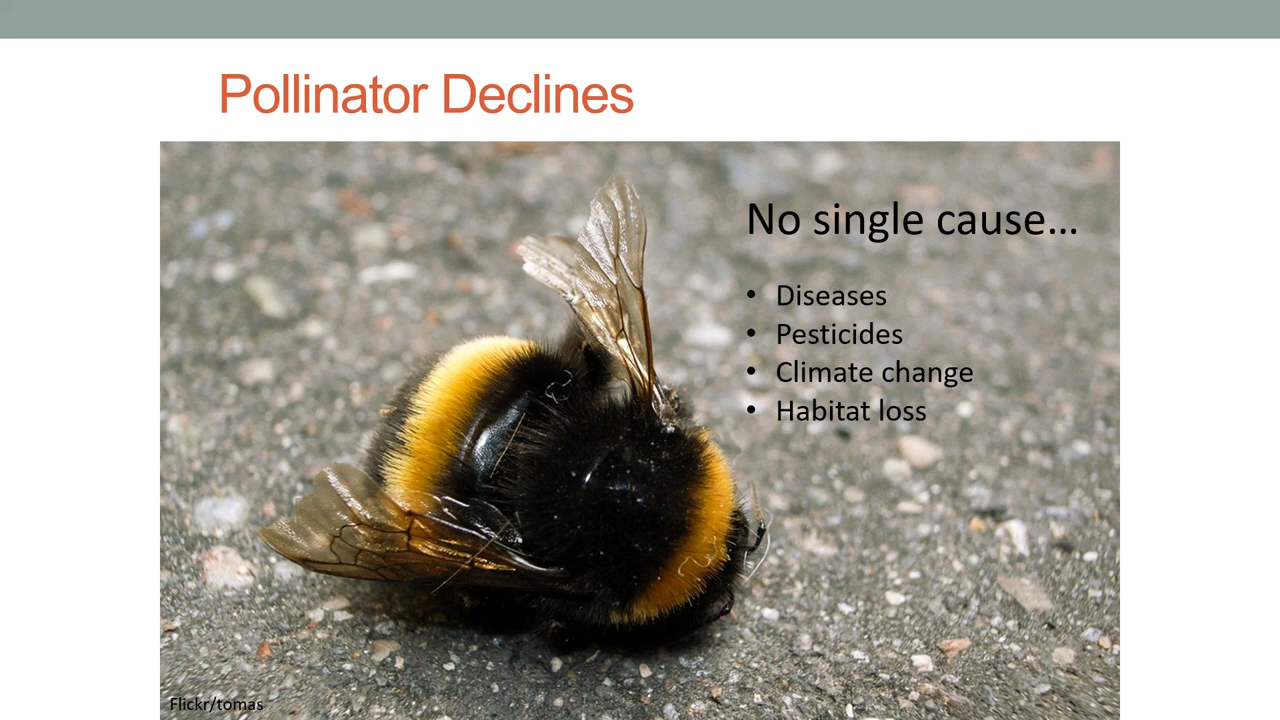 Pollinator Declines
No single cause...
• Diseases
• Pesticides
• Climate change
• Habitat loss
Flickr/tomas